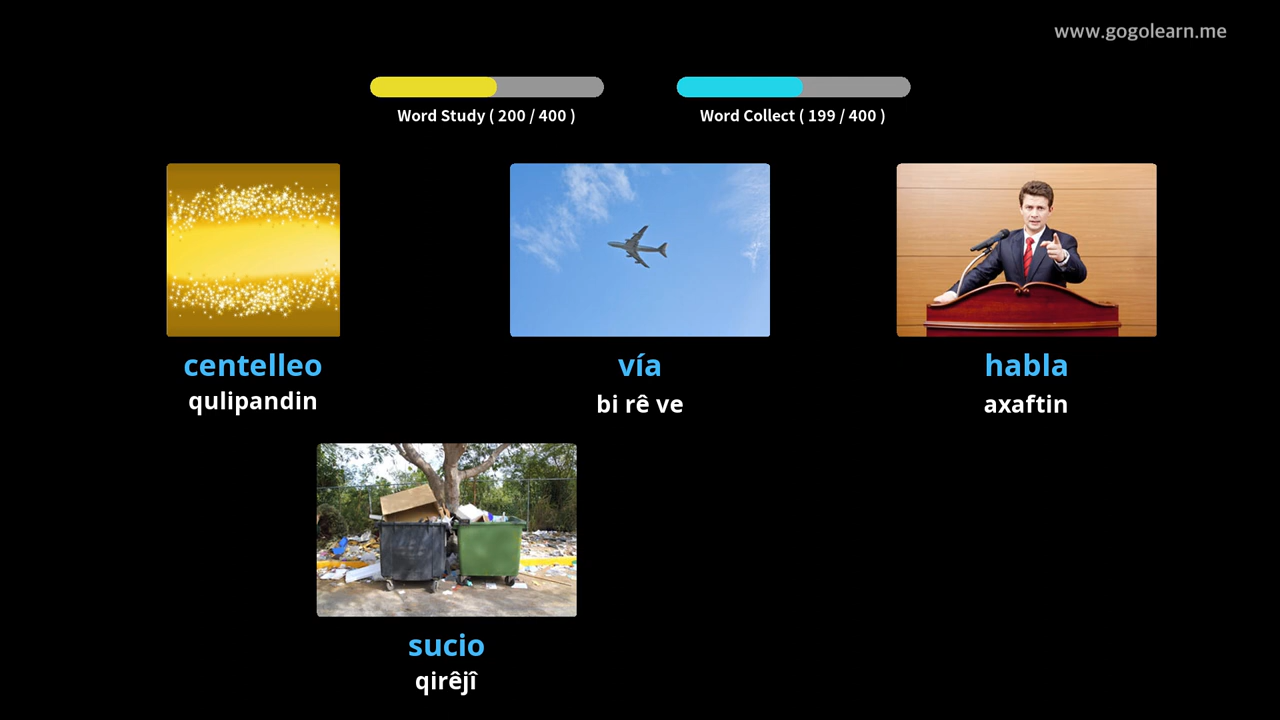 www.gogolearn.me
Word Study ( 200 / 400 )
Word Collect ( 199 / 400 )
centelleo
qulipandin
vía
bi rê ve
habla
axaftin
sucio
qirêjî